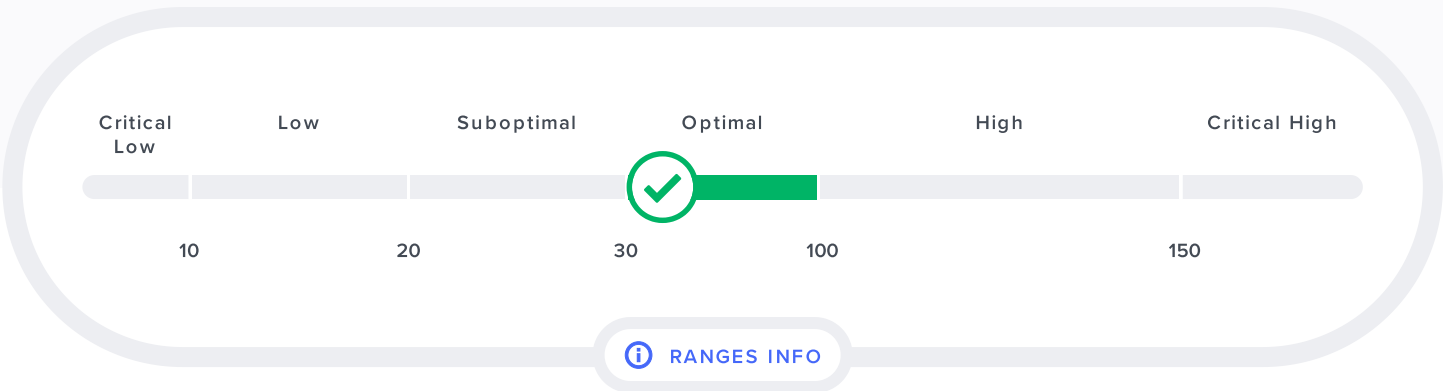 Critical Low
Low
Suboptimal
Optimal
High
Critical High
10
20
30
100
150
RANGES INFO